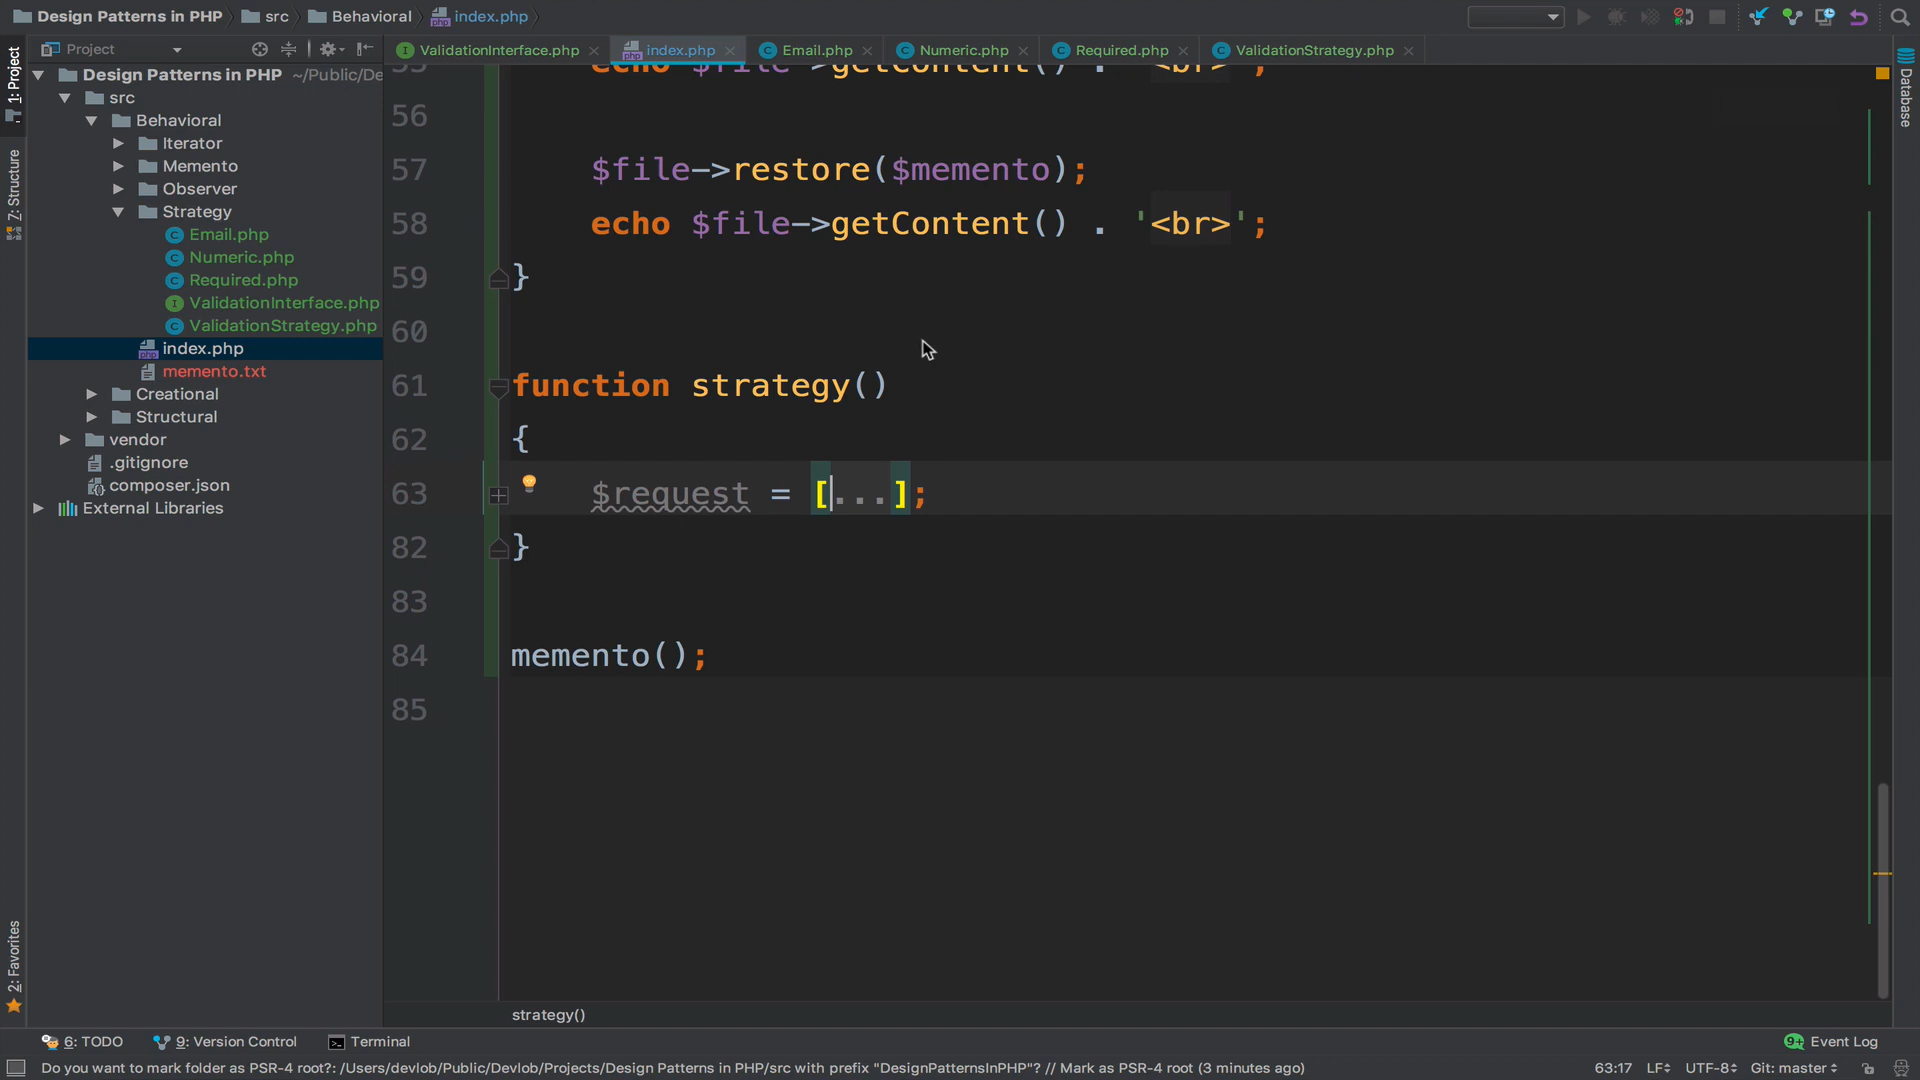 Design Patterns in PHP src Behavioral index.php
1: Project
7: Structure
2: Favorites
Database
Project
ValidationInterface.php index.php Email.php Numeric.php Required.php ValidationStrategy.php
Design Patterns in PHP ~/Public/De
src
Behavioral
Iterator
Memento
Observer
Strategy
Email.php
Numeric.php
Required.php
ValidationInterface.php
ValidationStrategy.php
index.php
memento.txt
Creational
Structural
vendor
.gitignore
composer.json
External Libraries
55 echo $file->getContent() . '<br>';
56
57 $file->restore($memento);
58 echo $file->getContent() . '<br>';
59 }
60
61 function strategy()
62 {
63 $request = [...];
82 }
83
84 memento();
85
strategy()
6: TODO 9: Version Control Terminal 9+ Event Log
Do you want to mark folder as PSR-4 root?: /Users/devlob/Public/Devlob/Projects/Design Patterns in PHP/src with prefix "DesignPatternsInPHP"? // Mark as PSR-4 root (3 minutes ago) 63:17 LF UTF-8 Git: master